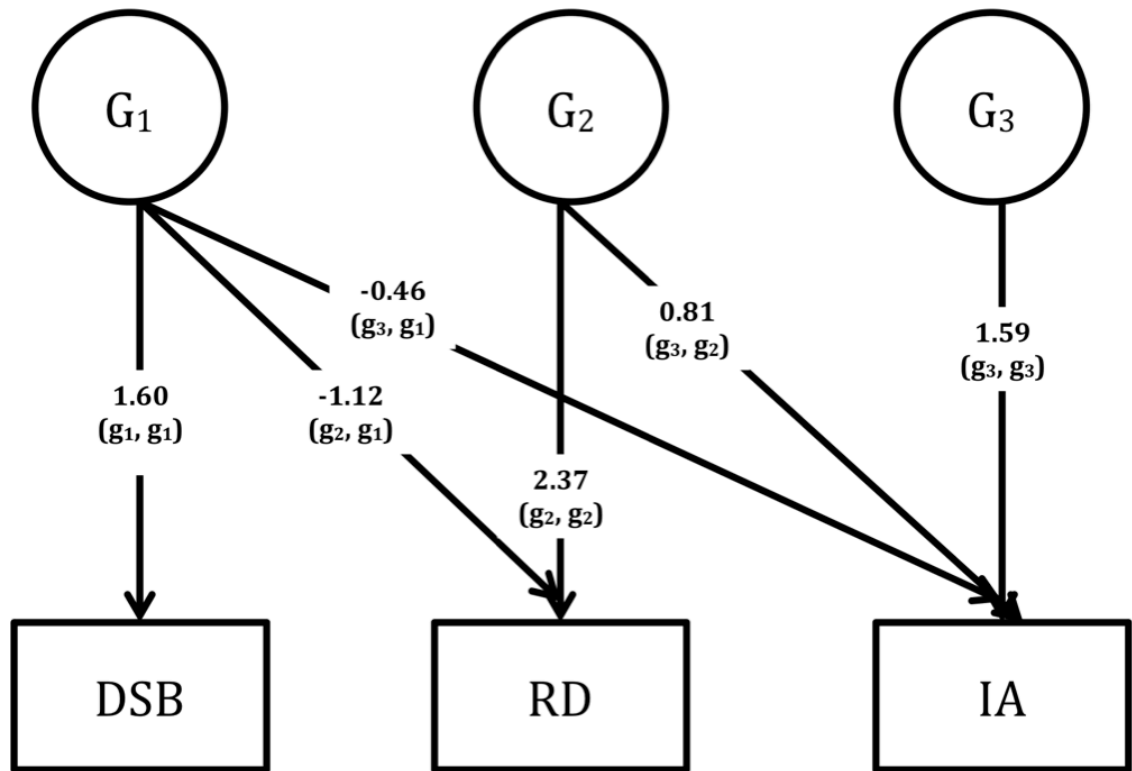 G₁
G₂
G₃
-0.46
(g₃, g₁)
0.81
(g₃, g₂)
1.59
(g₃, g₃)
1.60
(g₁, g₁)
-1.12
(g₂, g₁)
2.37
(g₂, g₂)
DSB
RD
IA